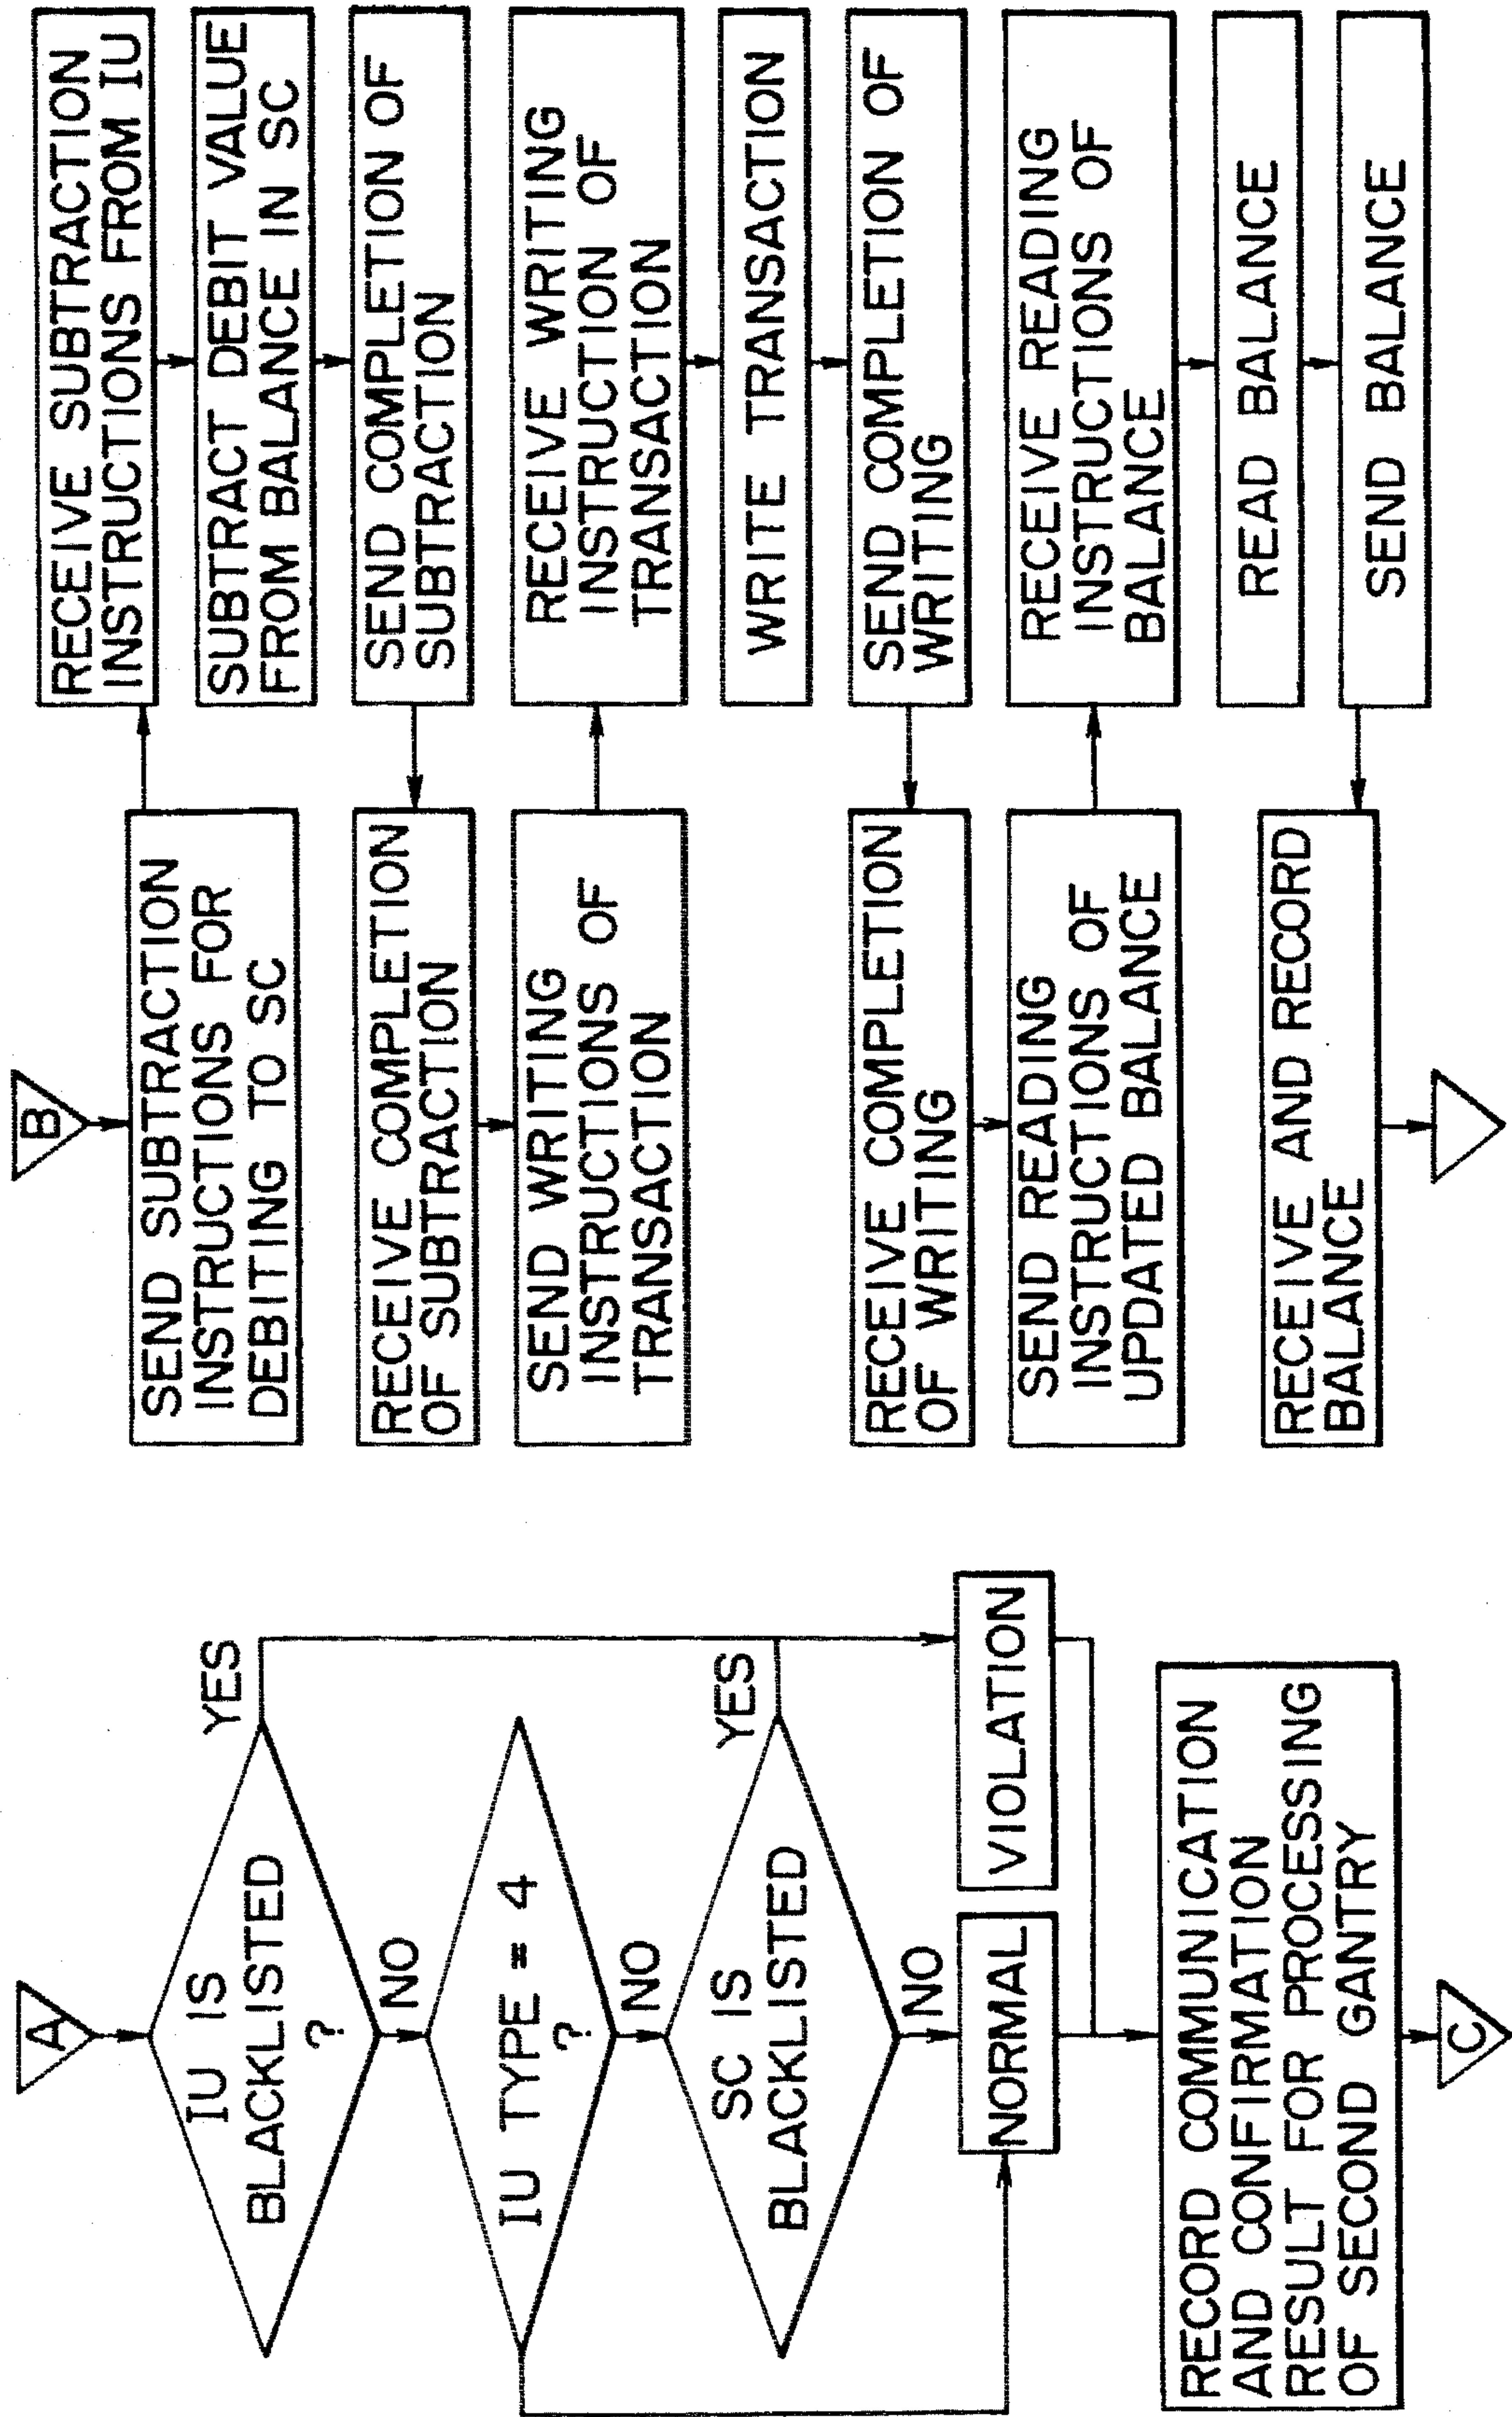 A
IU IS
BLACKLISTED
?
YES
NO
IU TYPE = 4
?
NO
SC IS
BLACKLISTED
YES
NO
NORMAL
VIOLATION
RECORD COMMUNICATION
AND CONFIRMATION
RESULT FOR PROCESSING
OF SECOND GANTRY
C
B
SEND SUBTRACTION
INSTRUCTIONS FOR
DEBITING TO SC
RECEIVE COMPLETION
OF SUBTRACTION
SEND WRITING
INSTRUCTIONS OF
TRANSACTION
RECEIVE COMPLETION
OF WRITING
SEND READING
INSTRUCTIONS OF
UPDATED BALANCE
RECEIVE AND RECORD
BALANCE
RECEIVE SUBTRACTION
INSTRUCTIONS FROM IU
SUBTRACT DEBIT VALUE
FROM BALANCE IN SC
SEND COMPLETION OF
SUBTRACTION
RECEIVE WRITING
INSTRUCTION OF
TRANSACTION
WRITE TRANSACTION
SEND COMPLETION OF
WRITING
RECEIVE READING
INSTRUCTIONS OF
BALANCE
READ BALANCE
SEND BALANCE